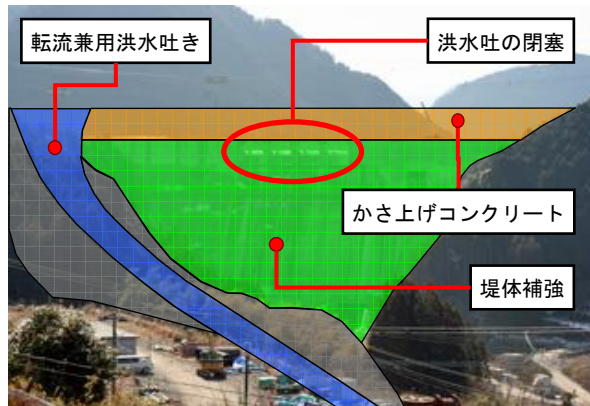 転流兼用洪水吐き
洪水吐の閉塞
かさ上げコンクリート
堤体補強